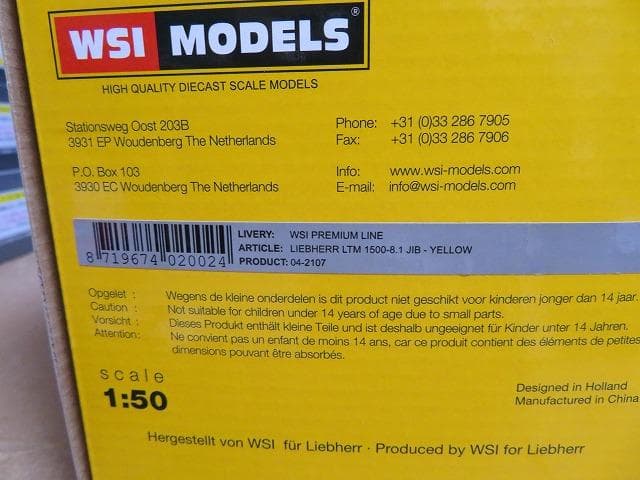 WSI MODELS®
HIGH QUALITY DIECAST SCALE MODELS
Stationsweg Oost 203B
3931 EP Woudenberg The Netherlands
P.O. Box 103
3930 EC Woudenberg The Netherlands
Phone: +31 (0)33 286 7905
Fax: +31 (0)33 286 7906
Info: www.wsi-models.com
E-mail: info@wsi-models.com
8 719674 020024
LIVERY: WSI PREMIUM LINE
ARTICLE: LIEBHERR LTM 1500-8.1 JIB - YELLOW
PRODUCT: 04-2107
Opgelet : Wegens de kleine onderdelen is dit product niet geschikt voor kinderen jonger dan 14 jaar.
Caution : Not suitable for children under 14 years of age due to small parts.
Vorsicht : Dieses Produkt enthält kleine Teile und ist deshalb ungeeignet für Kinder unter 14 Jahren.
Attention: Ne convient pas un enfant de moins 14 ans, car ce produit contient des éléments de petites
dimensions pouvant être absorbés.
scale
1:50
Designed in Holland
Manufactured in China
Hergestellt von WSI für Liebherr · Produced by WSI for Liebherr